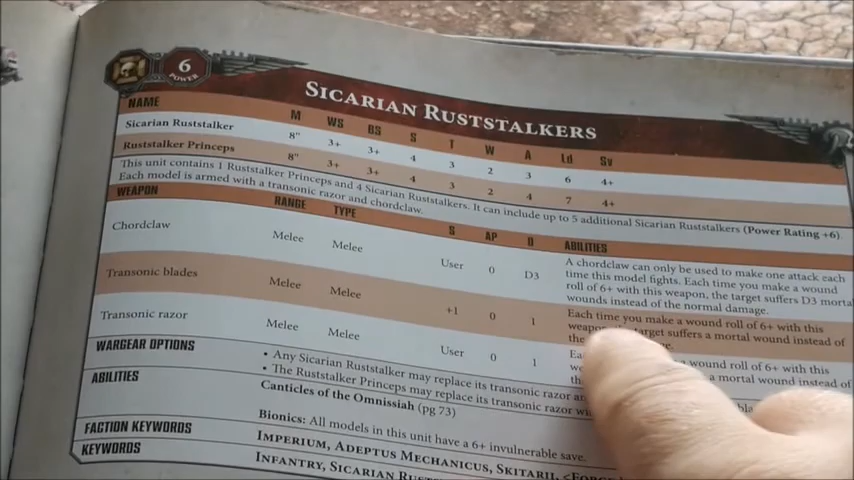 6
POWER
SICARIAN RUSTSTALKERS
NAME M WS BS S T W A Ld Sv
Sicarian Ruststalker 8" 3+ 3+ 4 3 2 3 6 4+
Ruststalker Princeps 8" 3+ 3+ 4 3 2 4 7 4+
This unit contains 1 Ruststalker Princeps and 4 Sicarian Ruststalkers. It can include up to 5 additional Sicarian Ruststalkers (Power Rating +6).
Each model is armed with a transonic razor and chordclaw.
WEAPON RANGE TYPE S AP D ABILITIES
Chordclaw Melee Melee User 0 D3
A chordclaw can only be used to make one attack each
time this model fights. Each time you make a wound
roll of 6+ with this weapon, the target suffers D3 mortal
wounds instead of the normal damage.
Transonic blades Melee Melee +1 0 1
Each time you make a wound roll of 6+ with this
target suffers a mortal wound instead of
Transonic razor Melee Melee User 0 1
wound roll of 6+ with this
a mortal wound instead of
WARGEAR OPTIONS
• Any Sicarian Ruststalker may replace its transonic razor
• The Ruststalker Princeps may replace its transonic razor
ABILITIES
Canticles of the Omnissiah (pg 73)
Bionics: All models in this unit have a 6+ invulnerable save.
FACTION KEYWORDS IMPERIUM, ADEPTUS MECHANICUS, SKITARII,
KEYWORDS INFANTRY, SICARIAN